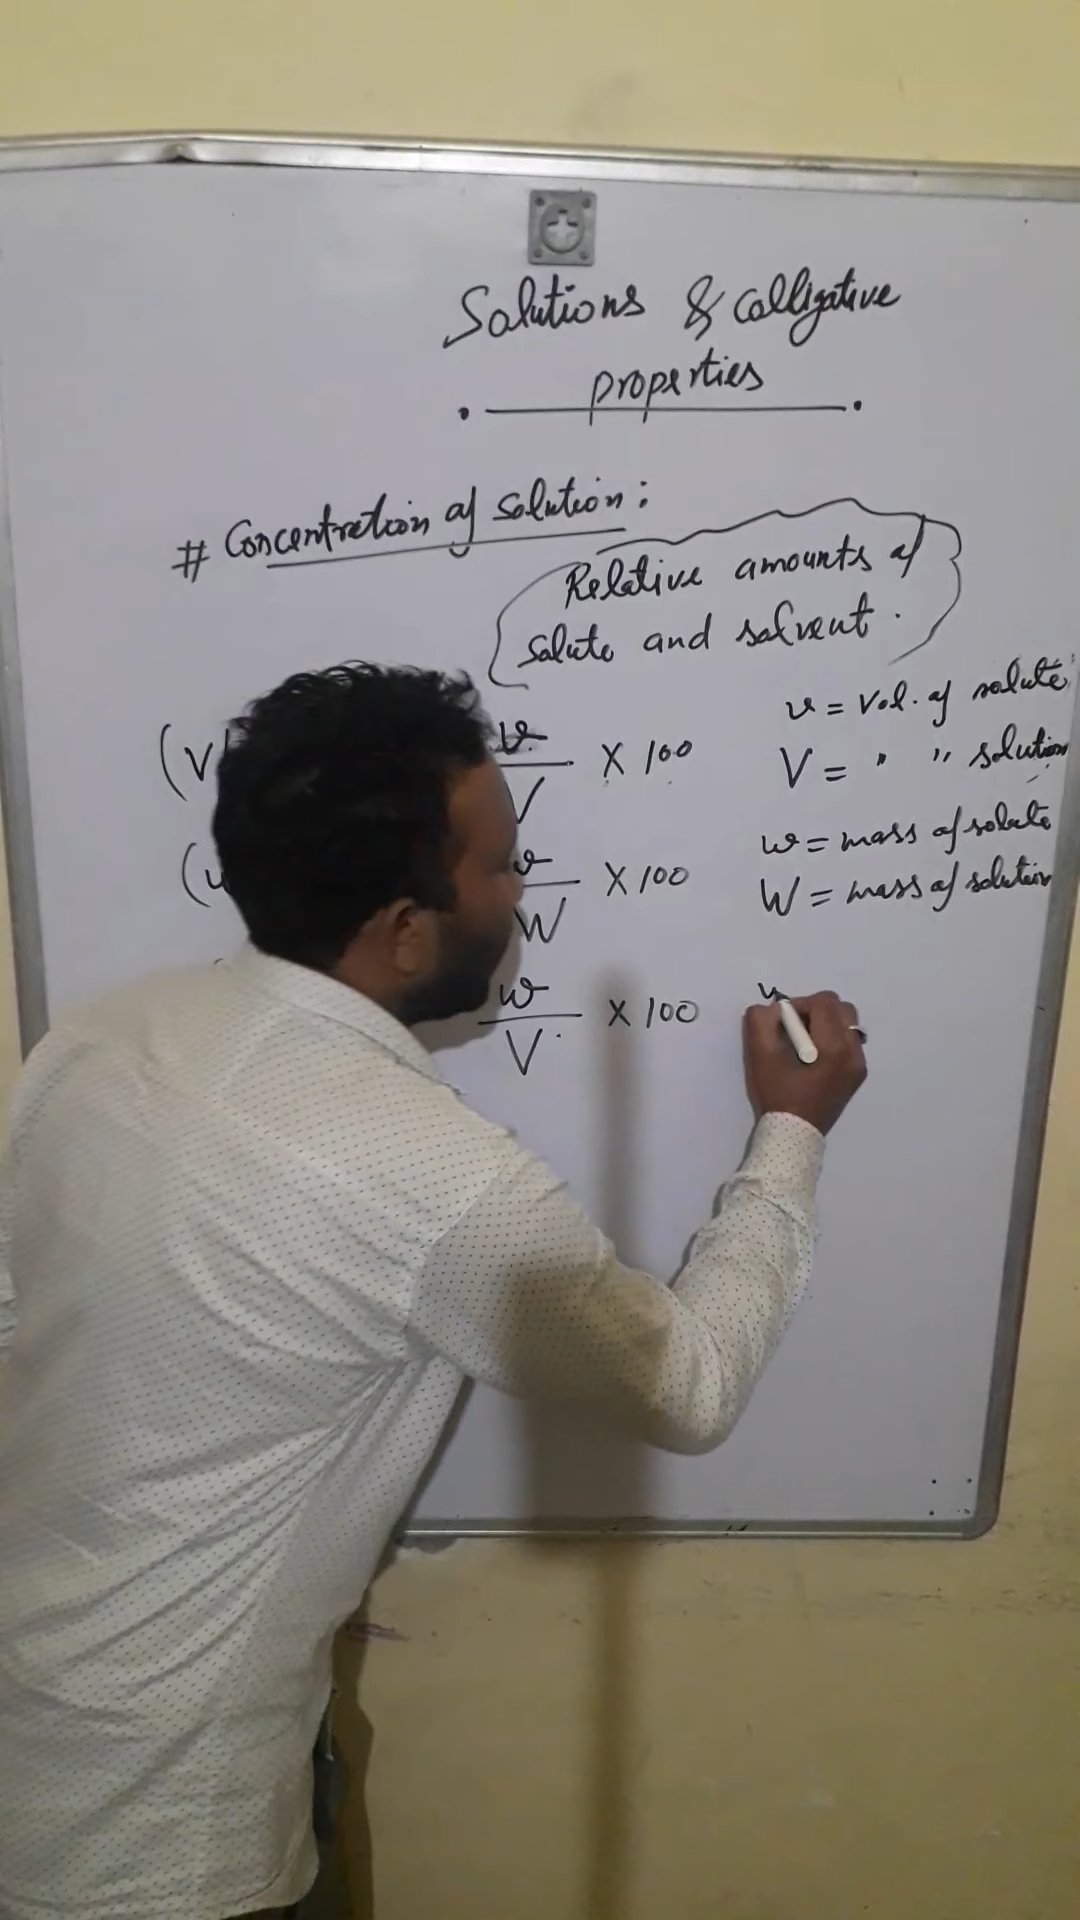 Solutions & Colligative
properties
# Concentration of solution:
Relative amounts of
solute and solvent.
(V
v
V
X 100
v = Vol. of solute
V = " " solution
(
W
X 100
w = mass of solute
W = mass of solution
w
V
X 100